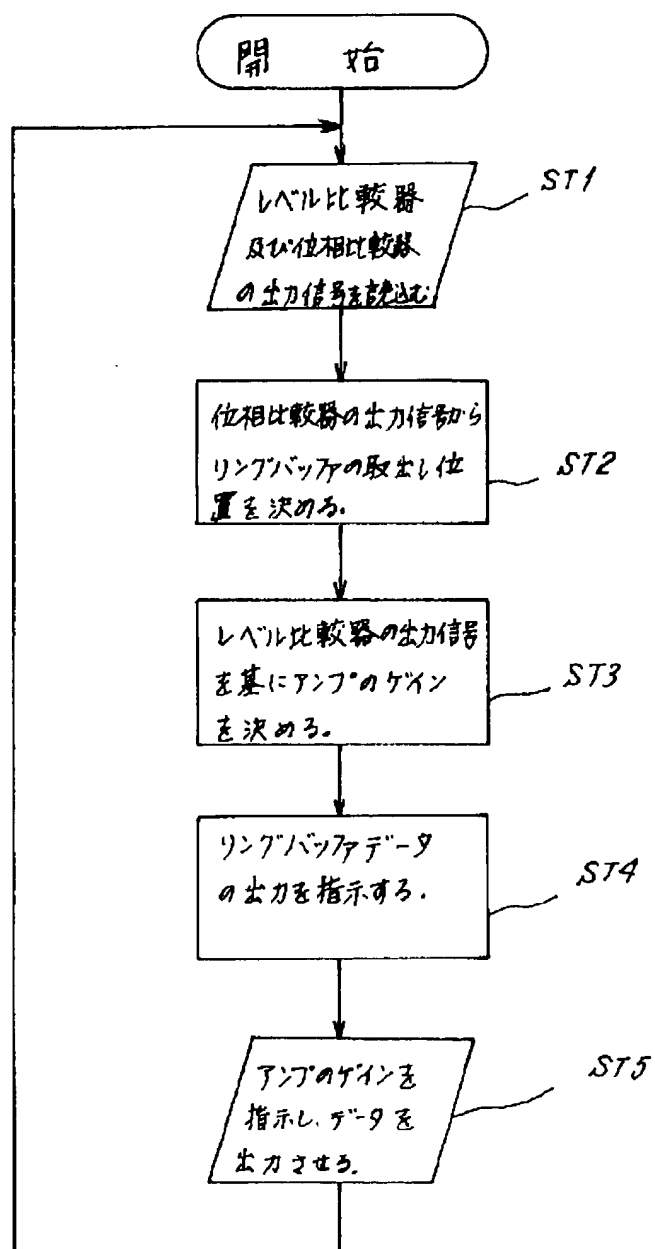 開 始
レベル比較器
及び位相比較器
の出力信号を読込む
ST1
位相比較器の出力信号から
リングバッファの取出し位
置を決める。
ST2
レベル比較器の出力信号
を基にアンプのゲイン
を決める。
ST3
リングバッファデータ
の出力を指示する.
ST4
アンプのゲインを
指示し、データを
出力させる.
ST5